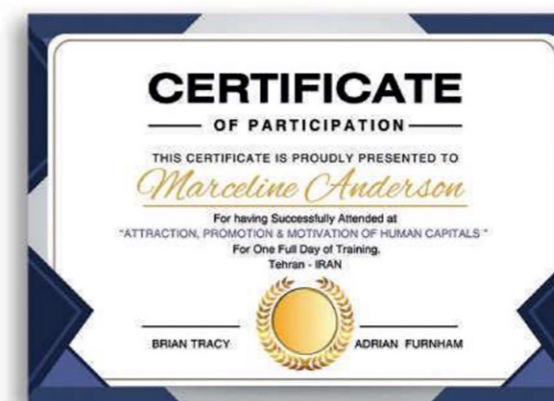 CERTIFICATE
OF PARTICIPATION
THIS CERTIFICATE IS PROUDLY PRESENTED TO
Marceline Anderson
For having Successfully Attended at
"ATTRACTION, PROMOTION & MOTIVATION OF HUMAN CAPITALS "
For One Full Day of Training.
Tehran - IRAN
BRIAN TRACY ADRIAN FURNHAM